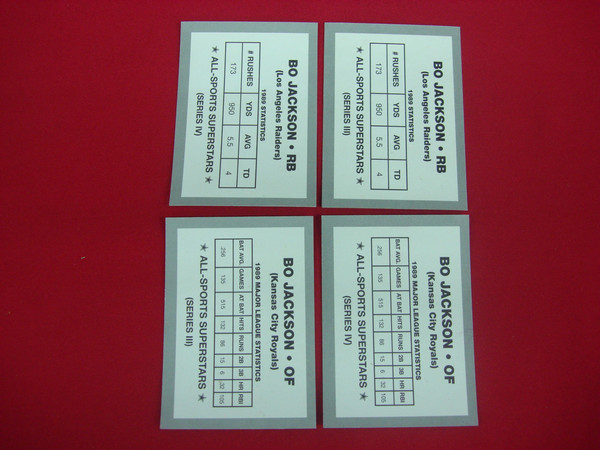 BO JACKSON • RB
(Los Angeles Raiders)
1989 STATISTICS
# RUSHES YDS AVG TD
173 950 5.5 4
★ ALL-SPORTS SUPERSTARS ★
(SERIES IV)
BO JACKSON • RB
(Los Angeles Raiders)
1989 STATISTICS
# RUSHES YDS AVG TD
173 950 5.5 4
★ ALL-SPORTS SUPERSTARS ★
(SERIES III)
BO JACKSON • OF
(Kansas City Royals)
1989 MAJOR LEAGUE STATISTICS
BAT AVG. GAMES AT BAT HITS RUNS 2B 3B HR RBI
.256 135 515 132 86 15 6 32 105
★ ALL-SPORTS SUPERSTARS ★
(SERIES III)
BO JACKSON • OF
(Kansas City Royals)
1989 MAJOR LEAGUE STATISTICS
BAT AVG. GAMES AT BAT HITS RUNS 2B 3B HR RBI
.256 135 515 132 86 15 6 32 105
★ ALL-SPORTS SUPERSTARS ★
(SERIES IV)